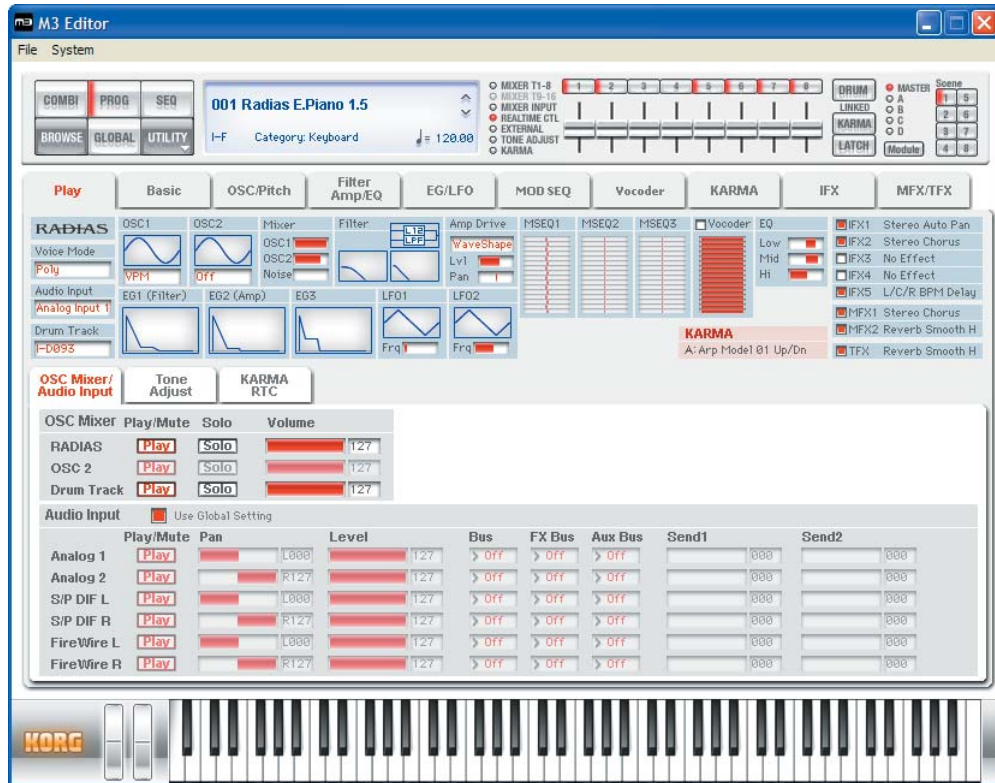 M3 Editor
File System
COMBI PROG SEQ
BROWSE GLOBAL UTILITY
001 Radias E.Piano 1.5
I-F Category: Keyboard ♩= 120.00
MIXER T1-8
MIXER T9-16
MIXER INPUT
REALTIME CTL
EXTERNAL
TONE ADJUST
KARMA
1 2 3 4 5 6 7 8
DRUM
LINKED
KARMA
LATCH
MASTER
A
B
C
D
Module
Scene
1 5
2 6
3 7
4 8
Play Basic OSC/Pitch Filter Amp/EQ EG/LFO MOD SEQ Vocoder KARMA IFX MFX/TFX
RADIAS
Voice Mode
Poly
Audio Input
Analog Input 1
Drum Track
I-D093
OSC1
VPM
OSC2
Off
Mixer
OSC1
OSC2
Noise
Filter
L12
LPF
Amp Drive
WaveShape
Lvl
Pan
MSEQ1 MSEQ2 MSEQ3
Vocoder
EQ
Low
Mid
Hi
EG1 (Filter) EG2 (Amp) EG3
LFO1
Frq
LFO2
Frq
KARMA
A: Arp Model 01 Up/Dn
IFX1 Stereo Auto Pan
IFX2 Stereo Chorus
IFX3 No Effect
IFX4 No Effect
IFX5 L/C/R BPM Delay
MFX1 Stereo Chorus
MFX2 Reverb Smooth H
TFX Reverb Smooth H
OSC Mixer/ Audio Input
Tone Adjust
KARMA RTC
OSC Mixer Play/Mute Solo Volume
RADIAS Play Solo 127
OSC 2 Play Solo 127
Drum Track Play Solo 127
Audio Input Use Global Setting
Play/Mute Pan Level Bus FX Bus Aux Bus Send1 Send2
Analog 1 Play L000 127 Off Off Off 000 000
Analog 2 Play R127 127 Off Off Off 000 000
S/P DIF L Play L000 127 Off Off Off 000 000
S/P DIF R Play R127 127 Off Off Off 000 000
FireWire L Play L000 127 Off Off Off 000 000
FireWire R Play R127 127 Off Off Off 000 000
KORG